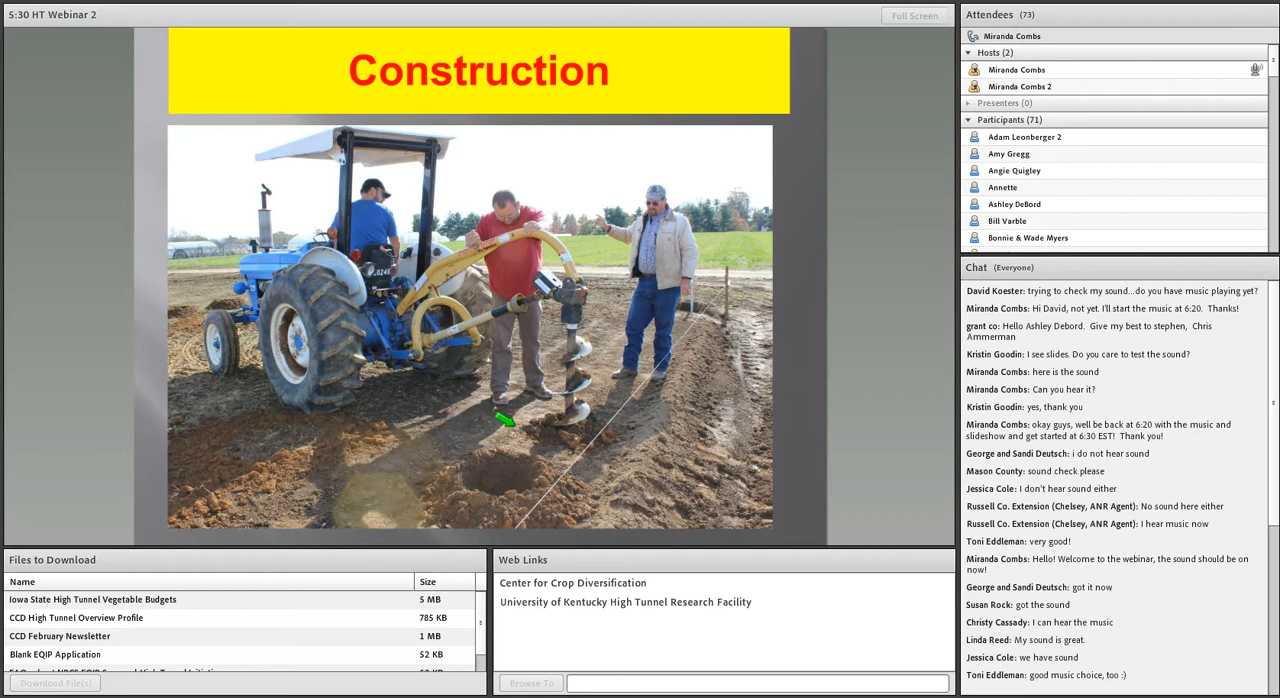 5:30 HT Webinar 2
Full Screen
Construction
Files to Download
Name
Size
Iowa State High Tunnel Vegetable Budgets
5 MB
CCD High Tunnel Overview Profile
785 KB
CCD February Newsletter
1 MB
Blank EQIP Application
52 KB
Download File(s)
Web Links
Center for Crop Diversification
University of Kentucky High Tunnel Research Facility
Browse To
Attendees (73)
Miranda Combs
Hosts (2)
Miranda Combs
Miranda Combs 2
Presenters (0)
Participants (71)
Adam Leonberger 2
Amy Gregg
Angie Quigley
Annette
Ashley DeBord
Bill Varble
Bonnie & Wade Myers
Chat (Everyone)
David Koester: trying to check my sound...do you have music playing yet?
Miranda Combs: Hi David, not yet. I'll start the music at 6:20. Thanks!
grant co: Hello Ashley Debord. Give my best to stephen, Chris
Ammerman
Kristin Goodin: I see slides. Do you care to test the sound?
Miranda Combs: here is the sound
Miranda Combs: Can you hear it?
Kristin Goodin: yes, thank you
Miranda Combs: okay guys, well be back at 6:20 with the music and
slideshow and get started at 6:30 EST! Thank you!
George and Sandi Deutsch: i do not hear sound
Mason County: sound check please
Jessica Cole: I don't hear sound either
Russell Co. Extension (Chelsey, ANR Agent): No sound here either
Russell Co. Extension (Chelsey, ANR Agent): I hear music now
Toni Eddleman: very good!
Miranda Combs: Hello! Welcome to the webinar, the sound should be on
now!
George and Sandi Deutsch: got it now
Susan Rock: got the sound
Christy Cassady: I can hear the music
Linda Reed: My sound is great.
Jessica Cole: we have sound
Toni Eddleman: good music choice, too :)